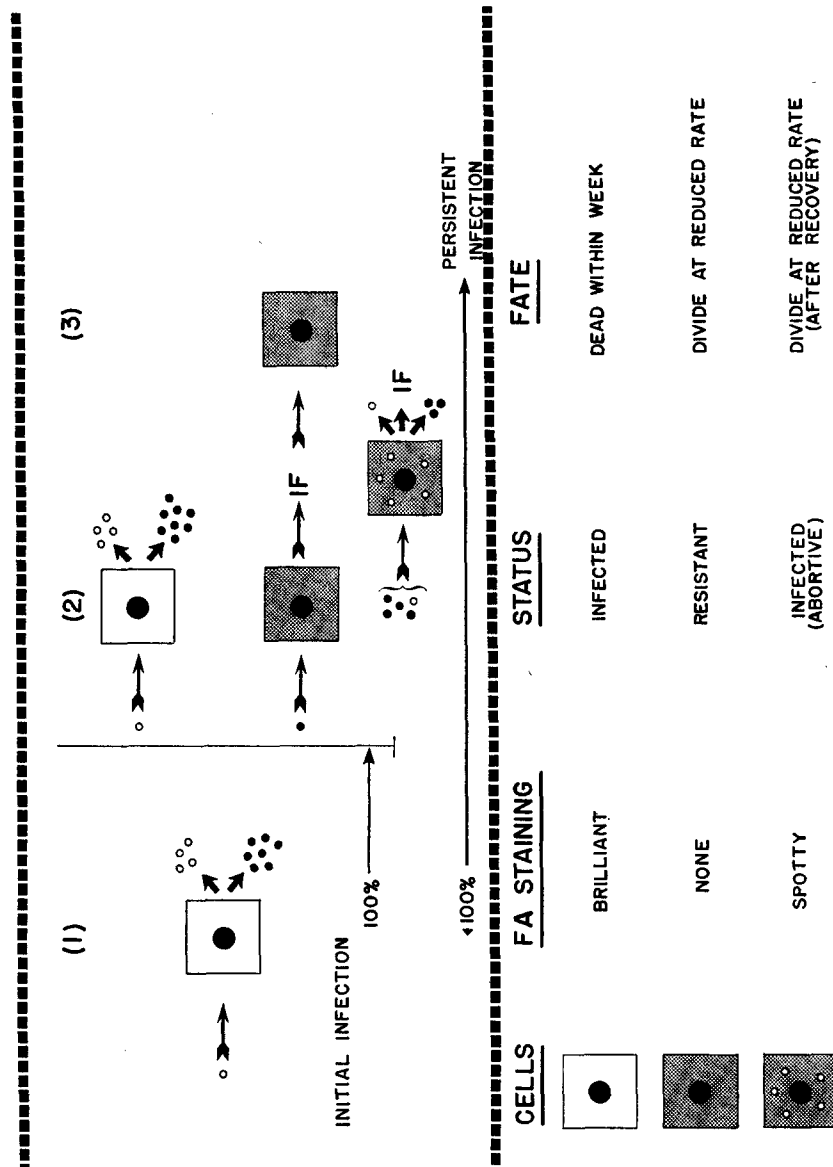 (1)
(2)
(3)
IF
IF
INITIAL INFECTION
100%
<100%
PERSISTENT
INFECTION
CELLS
FA STAINING
STATUS
FATE
BRILLIANT
INFECTED
DEAD WITHIN WEEK
NONE
RESISTANT
DIVIDE AT REDUCED RATE
SPOTTY
INFECTED
(ABORTIVE)
DIVIDE AT REDUCED RATE
(AFTER RECOVERY)